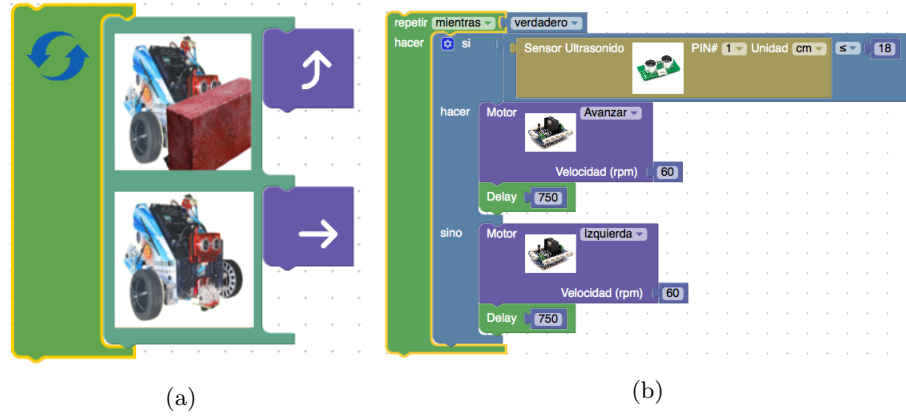 repetir mientras verdadero
hacer si Sensor Ultrasonido PIN# 1 Unidad cm ≤ 18
hacer Motor Avanzar
Velocidad (rpm) 60
Delay 750
sino Motor Izquierda
Velocidad (rpm) 60
Delay 750
(a)
(b)